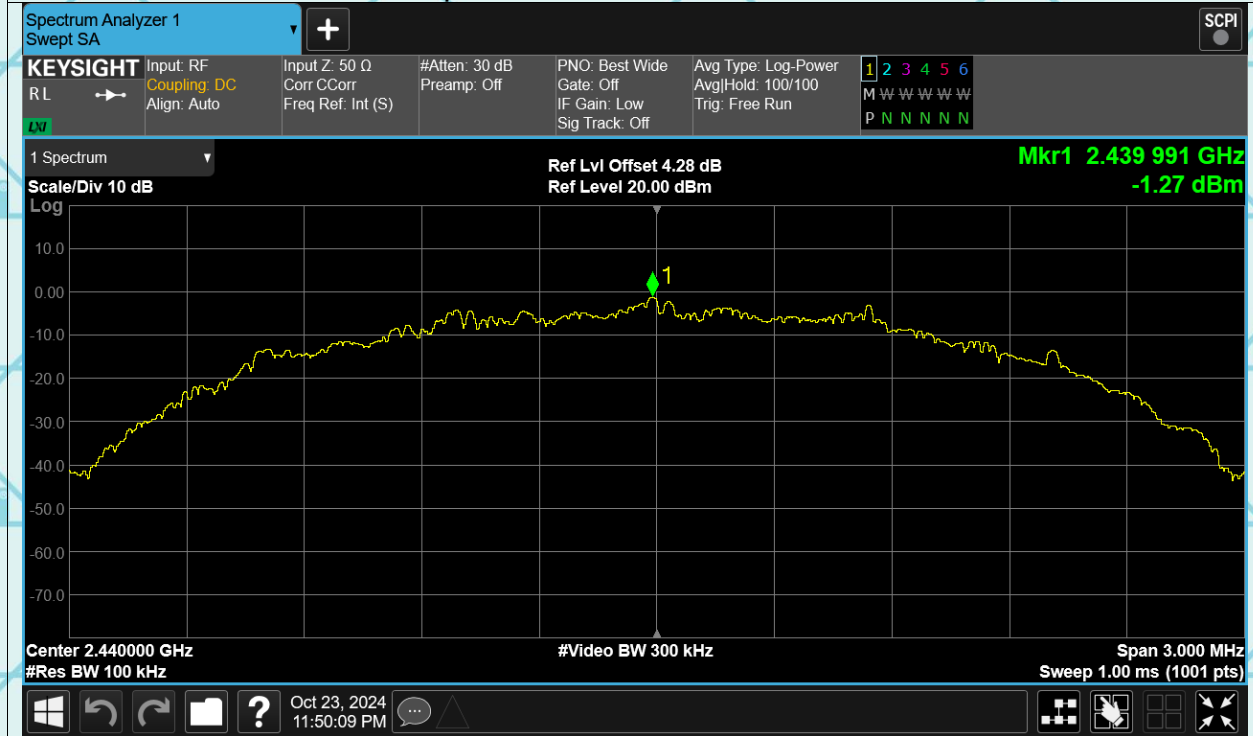 Spectrum Analyzer 1
Swept SA
SCPI
KEYSIGHT
R L
LXI
Input: RF
Coupling: DC
Align: Auto
Input Z: 50 Ω
Corr CCorr
Freq Ref: Int (S)
#Atten: 30 dB
Preamp: Off
PNO: Best Wide
Gate: Off
IF Gain: Low
Sig Track: Off
Avg Type: Log-Power
Avg|Hold: 100/100
Trig: Free Run
1 2 3 4 5 6
M W W W W W
P N N N N N
1 Spectrum
Scale/Div 10 dB
Log
Ref Lvl Offset 4.28 dB
Ref Level 20.00 dBm
Mkr1 2.439 991 GHz
-1.27 dBm
1
10.0
0.00
-10.0
-20.0
-30.0
-40.0
-50.0
-60.0
-70.0
Center 2.440000 GHz
#Res BW 100 kHz
#Video BW 300 kHz
Span 3.000 MHz
Sweep 1.00 ms (1001 pts)
?
Oct 23, 2024
11:50:09 PM